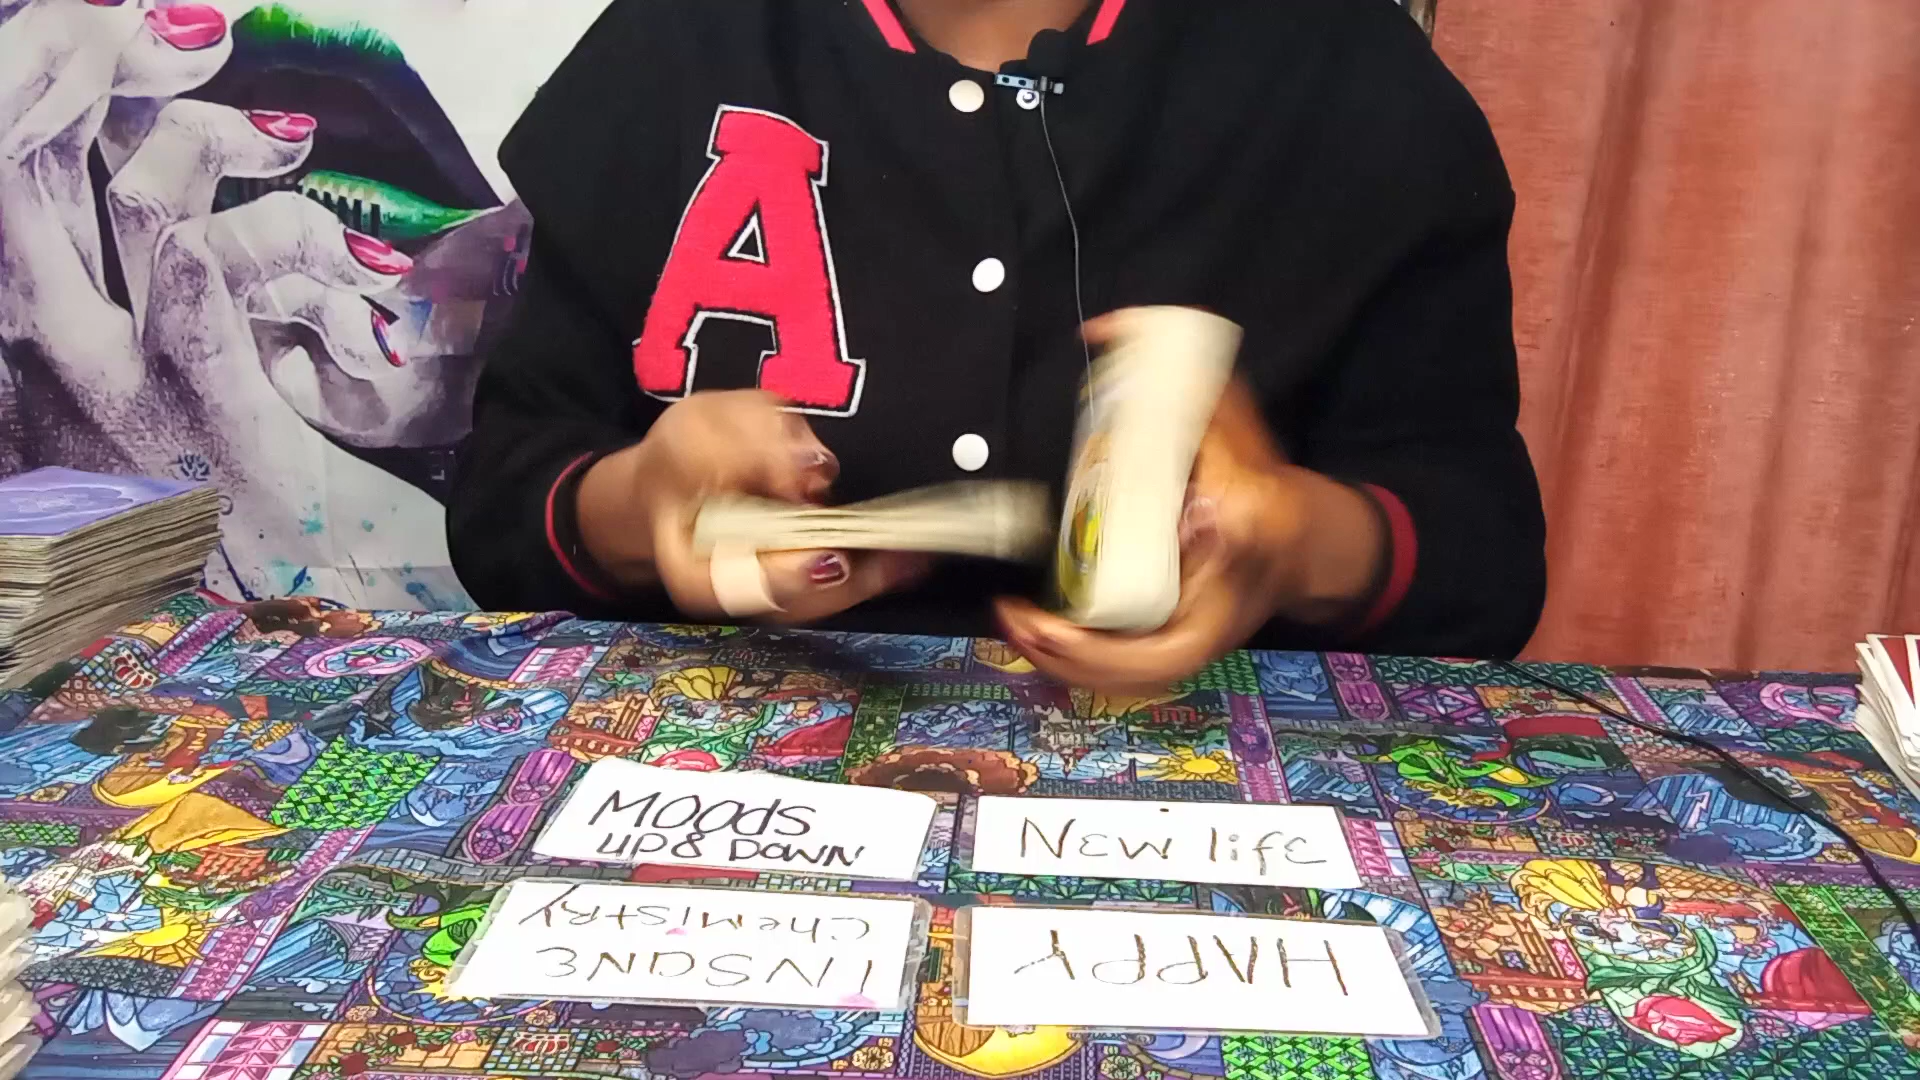 A
MOODS
UP & DOWN
NEW lifE
INSANE
CHEMISTRY
HAPPY